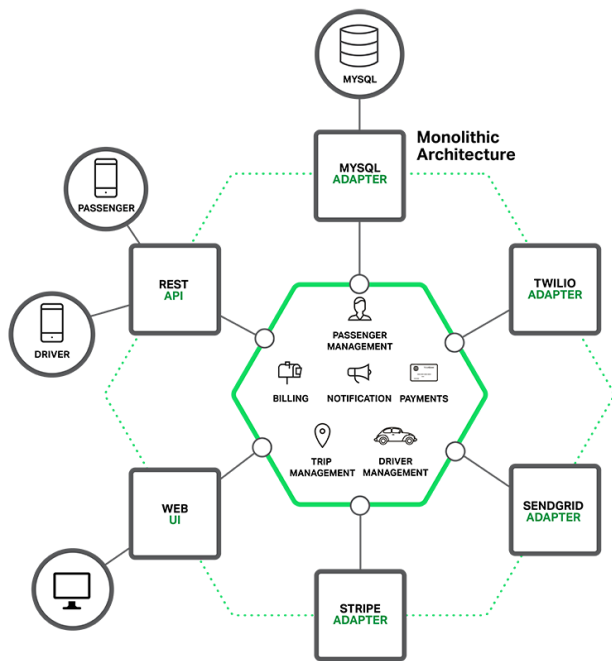 MYSQL
Monolithic
Architecture
MYSQL
ADAPTER
PASSENGER
REST
API
TWILIO
ADAPTER
DRIVER
PASSENGER
MANAGEMENT
BILLING
NOTIFICATION
PAYMENTS
TRIP
MANAGEMENT
DRIVER
MANAGEMENT
WEB
UI
SENDGRID
ADAPTER
STRIPE
ADAPTER